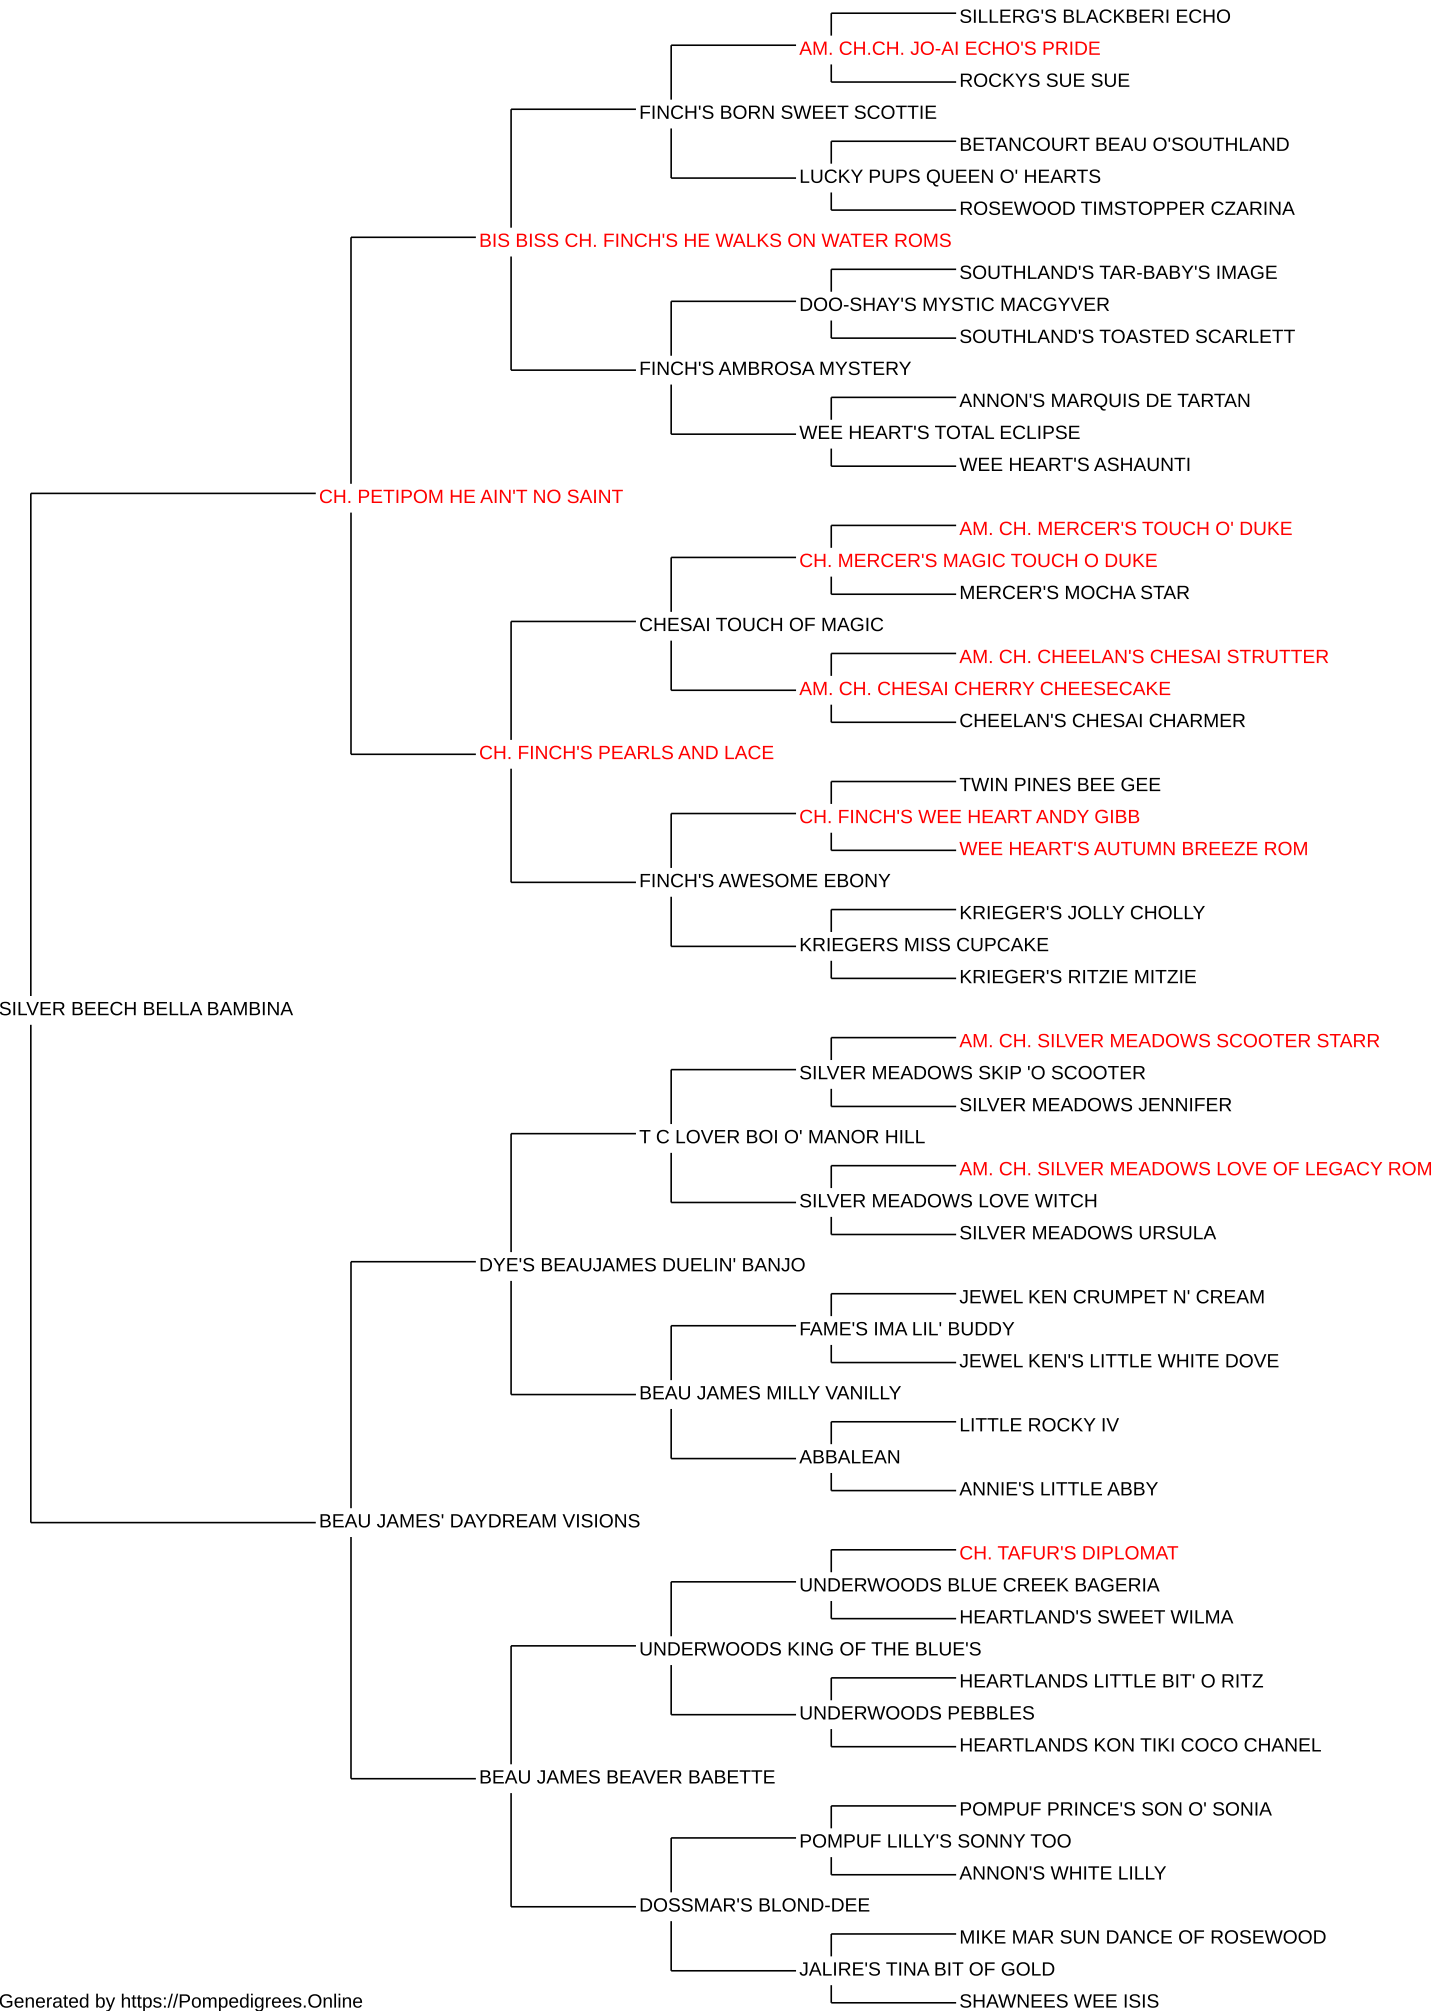 SILLERG'S BLACKBERI ECHO
AM. CH.CH. JO-AI ECHO'S PRIDE
ROCKYS SUE SUE
FINCH'S BORN SWEET SCOTTIE
BETANCOURT BEAU O'SOUTHLAND
LUCKY PUPS QUEEN O' HEARTS
ROSEWOOD TIMSTOPPER CZARINA
BIS BISS CH. FINCH'S HE WALKS ON WATER ROMS
SOUTHLAND'S TAR-BABY'S IMAGE
DOO-SHAY'S MYSTIC MACGYVER
SOUTHLAND'S TOASTED SCARLETT
FINCH'S AMBROSA MYSTERY
ANNON'S MARQUIS DE TARTAN
WEE HEART'S TOTAL ECLIPSE
WEE HEART'S ASHAUNTI
CH. PETIPOM HE AIN'T NO SAINT
AM. CH. MERCER'S TOUCH O' DUKE
CH. MERCER'S MAGIC TOUCH O DUKE
MERCER'S MOCHA STAR
CHESAI TOUCH OF MAGIC
AM. CH. CHEELAN'S CHESAI STRUTTER
AM. CH. CHESAI CHERRY CHEESECAKE
CHEELAN'S CHESAI CHARMER
CH. FINCH'S PEARLS AND LACE
TWIN PINES BEE GEE
CH. FINCH'S WEE HEART ANDY GIBB
WEE HEART'S AUTUMN BREEZE ROM
FINCH'S AWESOME EBONY
KRIEGER'S JOLLY CHOLLY
KRIEGERS MISS CUPCAKE
KRIEGER'S RITZIE MITZIE
SILVER BEECH BELLA BAMBINA
AM. CH. SILVER MEADOWS SCOOTER STARR
SILVER MEADOWS SKIP 'O SCOOTER
SILVER MEADOWS JENNIFER
T C LOVER BOI O' MANOR HILL
AM. CH. SILVER MEADOWS LOVE OF LEGACY ROM
SILVER MEADOWS LOVE WITCH
SILVER MEADOWS URSULA
DYE'S BEAUJAMES DUELIN' BANJO
JEWEL KEN CRUMPET N' CREAM
FAME'S IMA LIL' BUDDY
JEWEL KEN'S LITTLE WHITE DOVE
BEAU JAMES MILLY VANILLY
LITTLE ROCKY IV
ABBALEAN
ANNIE'S LITTLE ABBY
BEAU JAMES' DAYDREAM VISIONS
CH. TAFUR'S DIPLOMAT
UNDERWOODS BLUE CREEK BAGERIA
HEARTLAND'S SWEET WILMA
UNDERWOODS KING OF THE BLUE'S
HEARTLANDS LITTLE BIT' O RITZ
UNDERWOODS PEBBLES
HEARTLANDS KON TIKI COCO CHANEL
BEAU JAMES BEAVER BABETTE
POMPUF PRINCE'S SON O' SONIA
POMPUF LILLY'S SONNY TOO
ANNON'S WHITE LILLY
DOSSMAR'S BLOND-DEE
MIKE MAR SUN DANCE OF ROSEWOOD
JALIRE'S TINA BIT OF GOLD
SHAWNEES WEE ISIS
Generated by https://Pompedigrees.Online